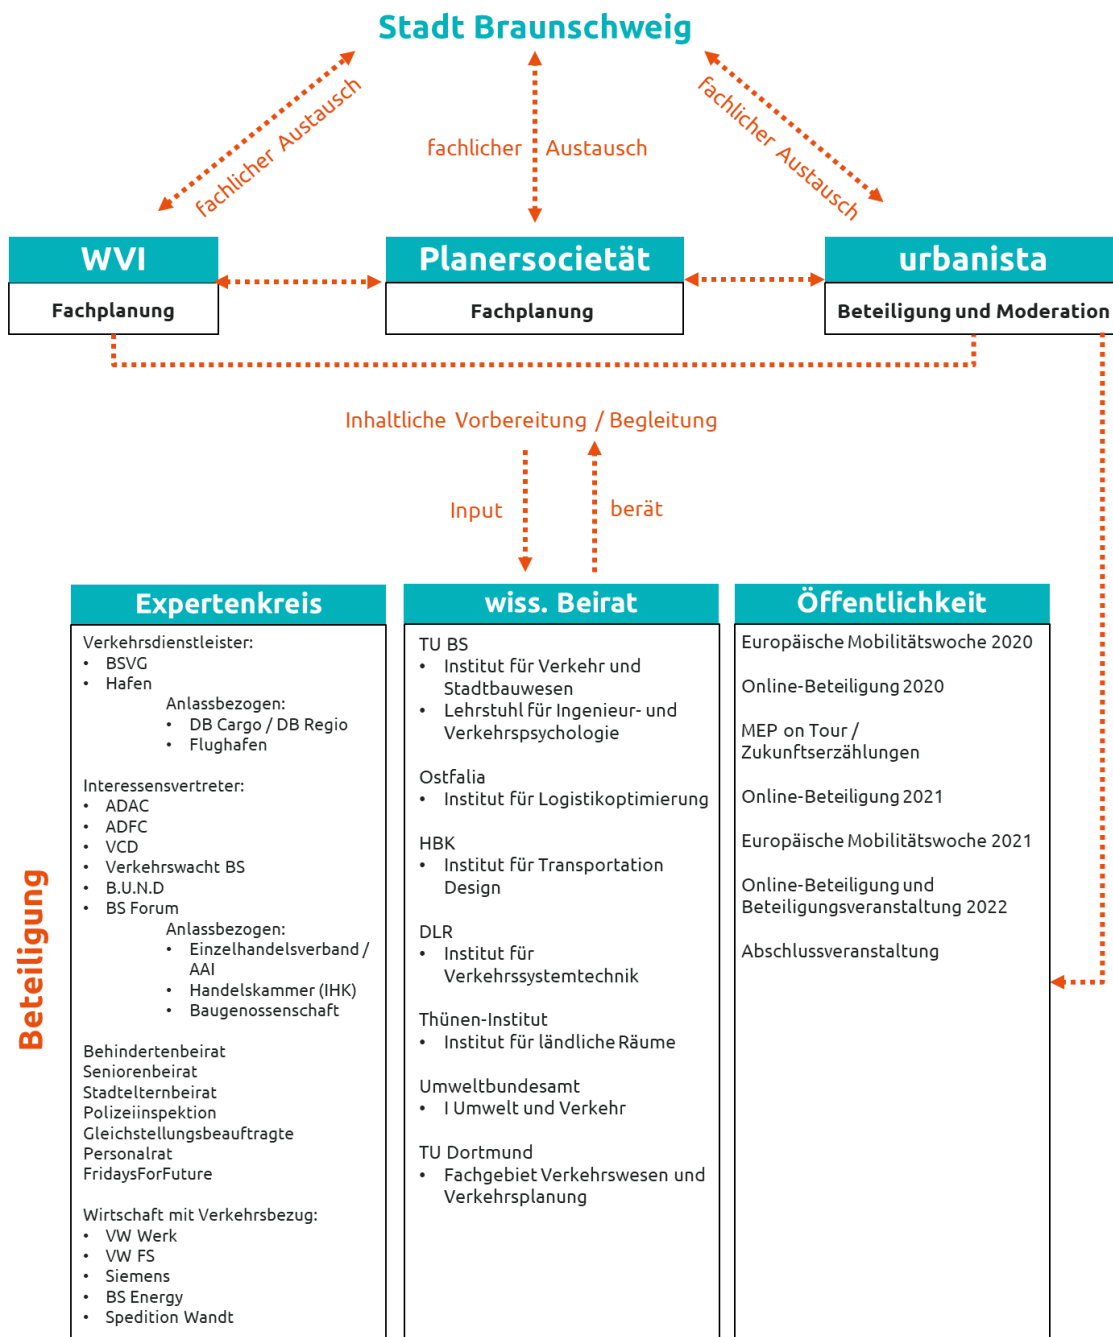 Stadt Braunschweig
fachlicher Austausch
fachlicher Austausch
fachlicher Austausch
WVI
Fachplanung
Planersocietät
Fachplanung
urbanista
Beteiligung und Moderation
Inhaltliche Vorbereitung / Begleitung
Input
berät
Beteiligung
Expertenkreis
Verkehrsdienstleister:
• BSVG
• Hafen
Anlassbezogen:
• DB Cargo / DB Regio
• Flughafen
Interessensvertreter:
• ADAC
• ADFC
• VCD
• Verkehrswacht BS
• B.U.N.D
• BS Forum
Anlassbezogen:
• Einzelhandelsverband /
AAI
• Handelskammer (IHK)
• Baugenossenschaft
Behindertenbeirat
Seniorenbeirat
Stadtelternbeirat
Polizeiinspektion
Gleichstellungsbeauftragte
Personalrat
FridaysForFuture
Wirtschaft mit Verkehrsbezug:
• VW Werk
• VW FS
• Siemens
• BS Energy
• Spedition Wandt
wiss. Beirat
TU BS
• Institut für Verkehr und
Stadtbauwesen
• Lehrstuhl für Ingenieur- und
Verkehrspsychologie
Ostfalia
• Institut für Logistikoptimierung
HBK
• Institut für Transportation
Design
DLR
• Institut für
Verkehrssystemtechnik
Thünen-Institut
• Institut für ländliche Räume
Umweltbundesamt
• I Umwelt und Verkehr
TU Dortmund
• Fachgebiet Verkehrswesen und
Verkehrsplanung
Öffentlichkeit
Europäische Mobilitätswoche 2020
Online-Beteiligung 2020
MEP on Tour /
Zukunftserzählungen
Online-Beteiligung 2021
Europäische Mobilitätswoche 2021
Online-Beteiligung und
Beteiligungsveranstaltung 2022
Abschlussveranstaltung